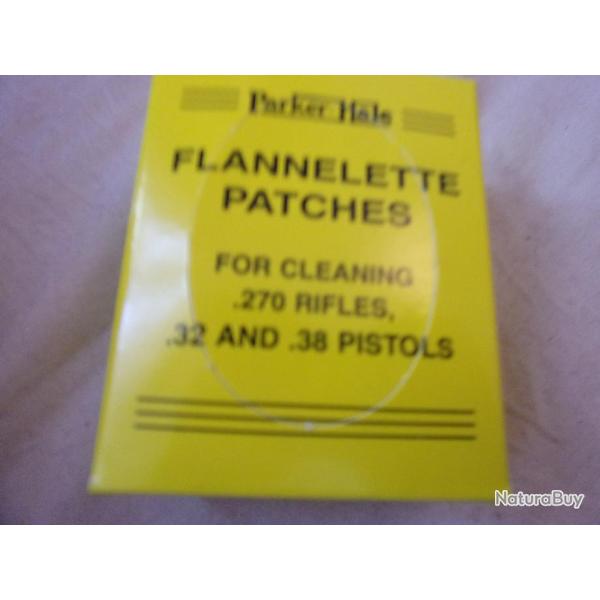 Parker Hale
FLANNELETTE
PATCHES
FOR CLEANING
.270 RIFLES,
.32 AND .38 PISTOLS
NaturaBuy